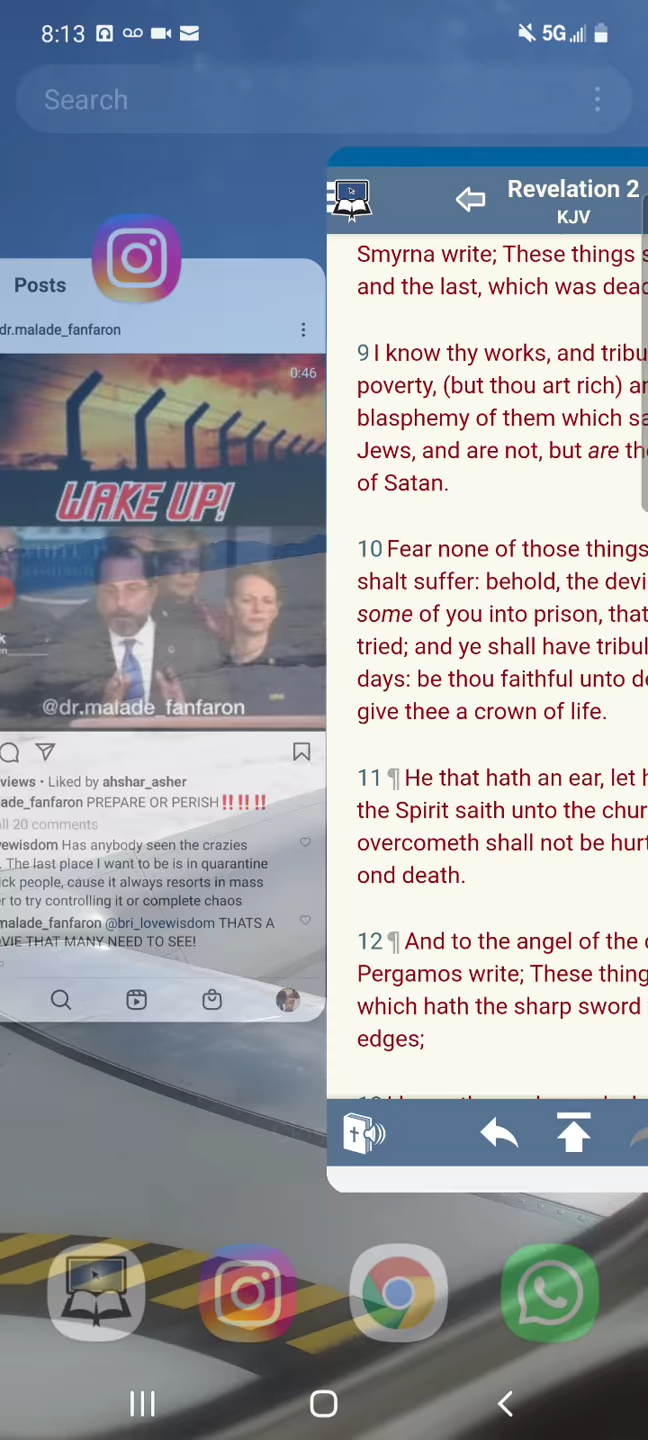 8:13
5G
Search
Posts
dr.malade_fanfaron
0:46
WAKE UP!
k
@dr.malade_fanfaron
views • Liked by ahshar_asher
ade_fanfaron PREPARE OR PERISH‼️‼️‼️
all 20 comments
vewisdom Has anybody seen the crazies
. The last place I want to be is in quarantine
ick people, cause it always resorts in mass
er to try controlling it or complete chaos
malade_fanfaron @bri_lovewisdom THATS A
OVIE THAT MANY NEED TO SEE!
Revelation 2
KJV
Smyrna write; These things s
and the last, which was dead
9 I know thy works, and tribu
poverty, (but thou art rich) an
blasphemy of them which sa
Jews, and are not, but are the
of Satan.
10 Fear none of those things
shalt suffer: behold, the devi
some of you into prison, that
tried; and ye shall have tribul
days: be thou faithful unto de
give thee a crown of life.
11 ¶ He that hath an ear, let h
the Spirit saith unto the chur
overcometh shall not be hurt
ond death.
12 ¶ And to the angel of the c
Pergamos write; These thing
which hath the sharp sword
edges;